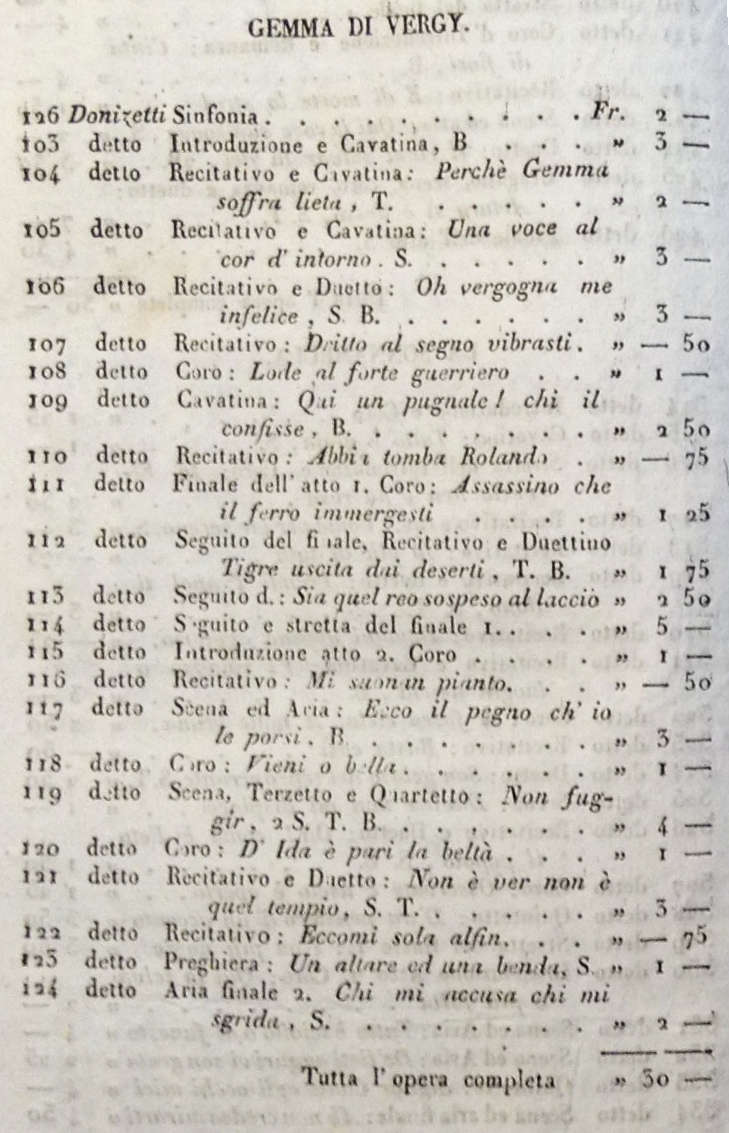 GEMMA DI VERGY.
126 Donizetti Sinfonia . . . . . . . . . . Fr. 2 —
103 detto Introduzione e Cavatina, B . . . » 3 —
104 detto Recitativo e Cavatina: Perchè Gemma
soffra lieta , T. . . . . . . » 2 —
105 detto Recitativo e Cavatina: Una voce al
cor d' intorno . S. . . . . . » 3 —
106 detto Recitativo e Duetto : Oh vergogna me
infelice , S. B. . . . . . . » 3 —
107 detto Recitativo : Dritto al segno vibrasti . » — 50
108 detto Coro : Lode al forte guerriero . . » 1 —
109 detto Cavatina : Qui un pugnale ! chi il
confisse , B. . . . . . . . » 2 50
110 detto Recitativo : Abbia tomba Rolando . » — 75
111 detto Finale dell' atto 1. Coro : Assassino che
il ferro immergesti . . . . » 1 25
112 detto Seguito del finale, Recitativo e Duettino
Tigre uscita dai deserti , T. B. » 1 75
113 detto Seguito d. : Sia quel reo sospeso al laccio » 2 50
114 detto Seguito e stretta del finale 1. . . . » 5 —
115 detto Introduzione atto 2. Coro . . . . » 1 —
116 detto Recitativo : Mi suonan pianto. . . » — 50
117 detto Scena ed Aria : Ecco il pegno ch' io
le porsi . B . . . . . . . » 3 —
118 detto Coro : Vieni o bella . . . . . . » 1 —
119 detto Scena, Terzetto e Quartetto : Non fug-
gir , 2 S. T. B. . . . . . . » 4 —
120 detto Coro : D' Ida è pari la beltà . . . » 1 —
121 detto Recitativo e Duetto : Non è ver non è
quel tempio, S. T. . . . . . » 3 —
122 detto Recitativo : Eccomi sola alfin. . . » — 75
123 detto Preghiera : Un altare ed una benda, S. » 1 —
124 detto Aria finale 2. Chi mi accusa chi mi
sgrida , S. . . . . . . . » 2 —
Tutta l' opera completa » 30 —